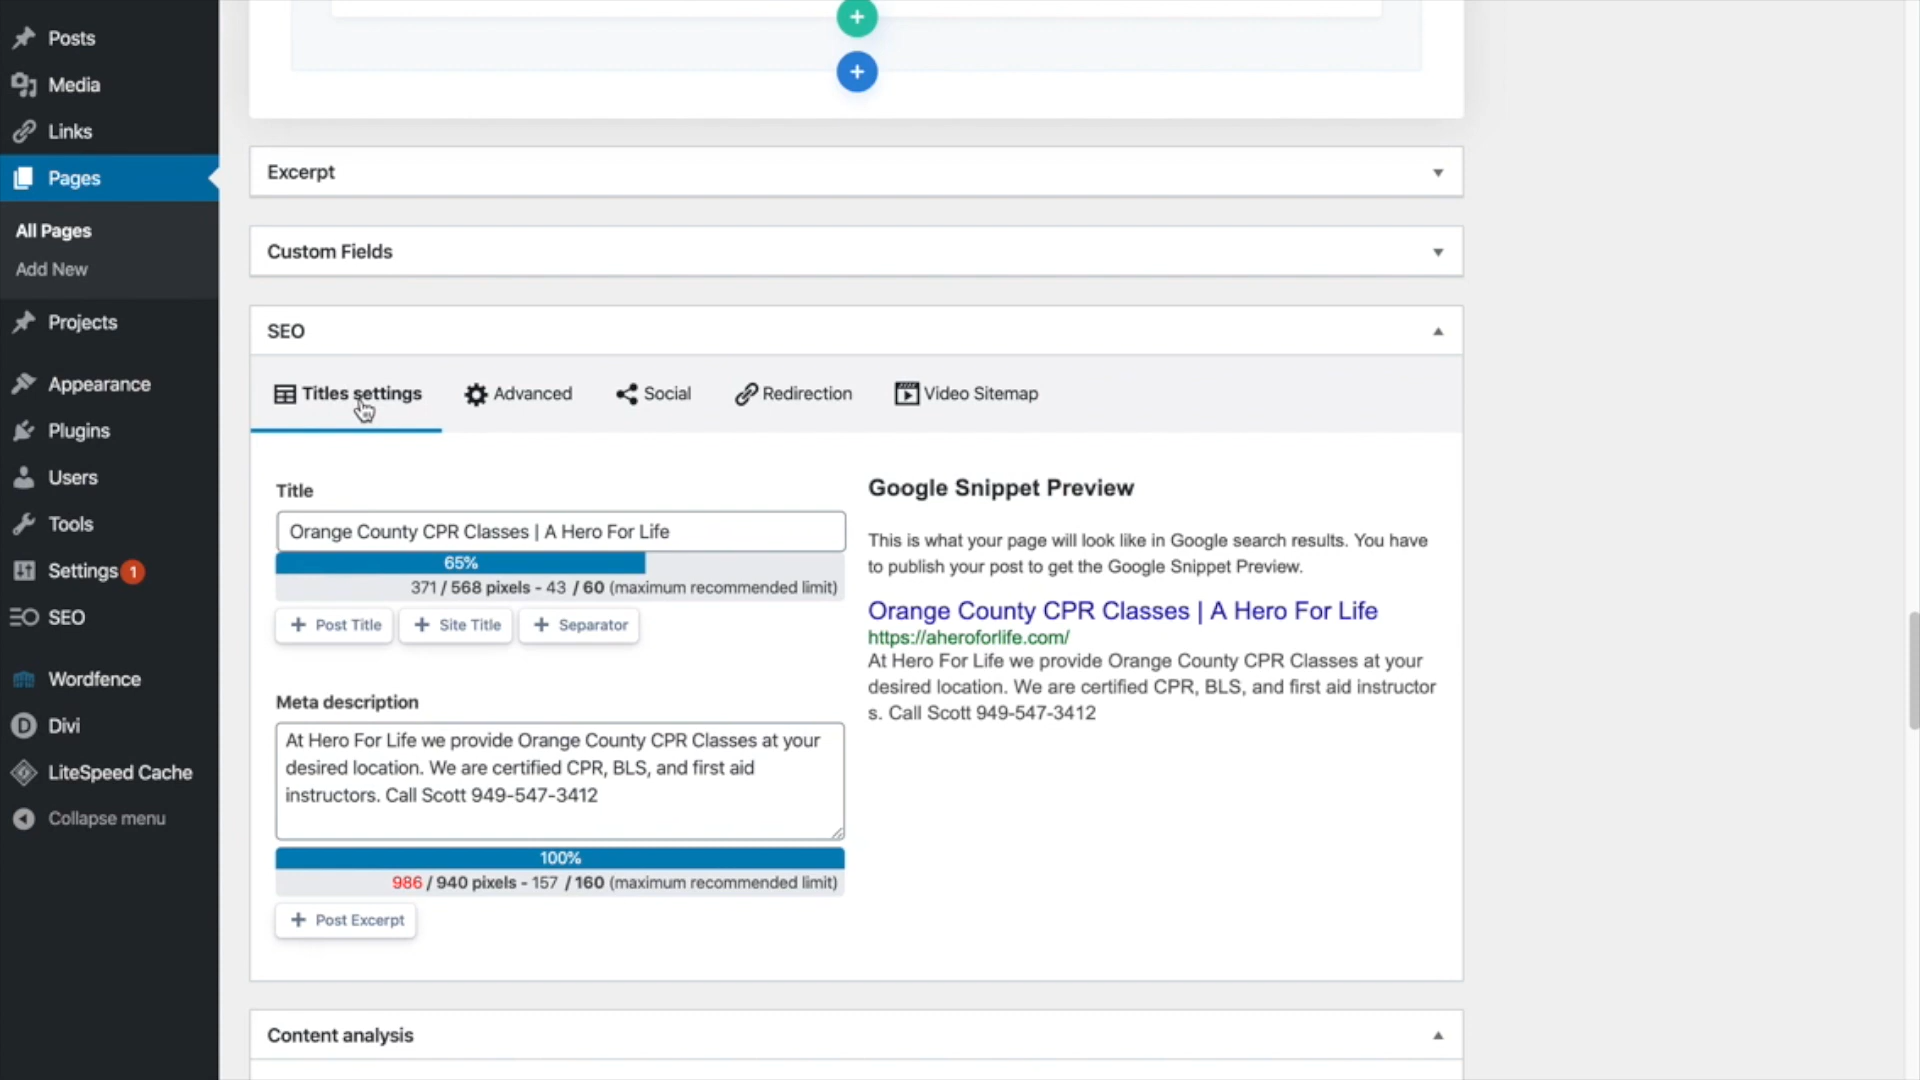 Posts
Media
Links
Pages
All Pages
Add New
Projects
Appearance
Plugins
Users
Tools
Settings 1
SEO
Wordfence
Divi
LiteSpeed Cache
Collapse menu
Excerpt
Custom Fields
SEO
Titles settings Advanced Social Redirection Video Sitemap
Title
Orange County CPR Classes | A Hero For Life
65%
371 / 568 pixels - 43 / 60 (maximum recommended limit)
+ Post Title + Site Title + Separator
Meta description
At Hero For Life we provide Orange County CPR Classes at your
desired location. We are certified CPR, BLS, and first aid
instructors. Call Scott 949-547-3412
100%
986 / 940 pixels - 157 / 160 (maximum recommended limit)
+ Post Excerpt
Google Snippet Preview
This is what your page will look like in Google search results. You have
to publish your post to get the Google Snippet Preview.
Orange County CPR Classes | A Hero For Life
https://aheroforlife.com/
At Hero For Life we provide Orange County CPR Classes at your
desired location. We are certified CPR, BLS, and first aid instructor
s. Call Scott 949-547-3412
Content analysis